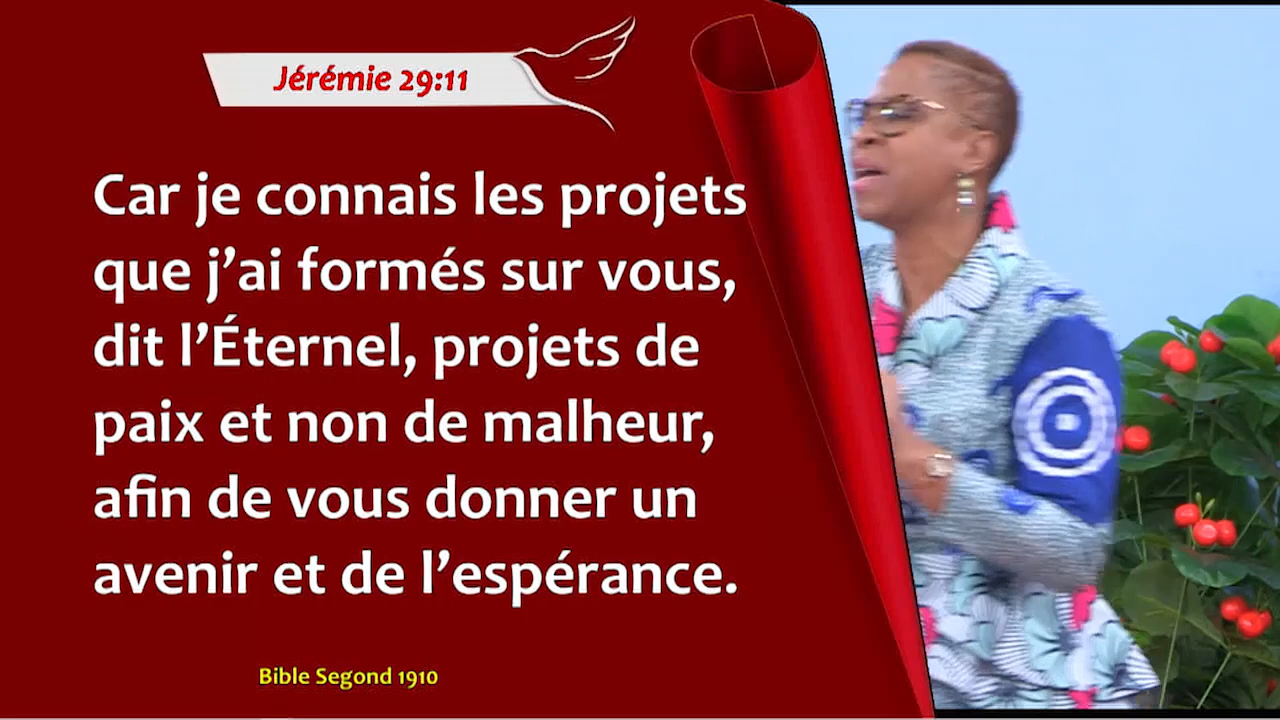 Jérémie 29:11
Car je connais les projets
que j’ai formés sur vous,
dit l’Éternel, projets de
paix et non de malheur,
afin de vous donner un
avenir et de l’espérance.
Bible Segond 1910